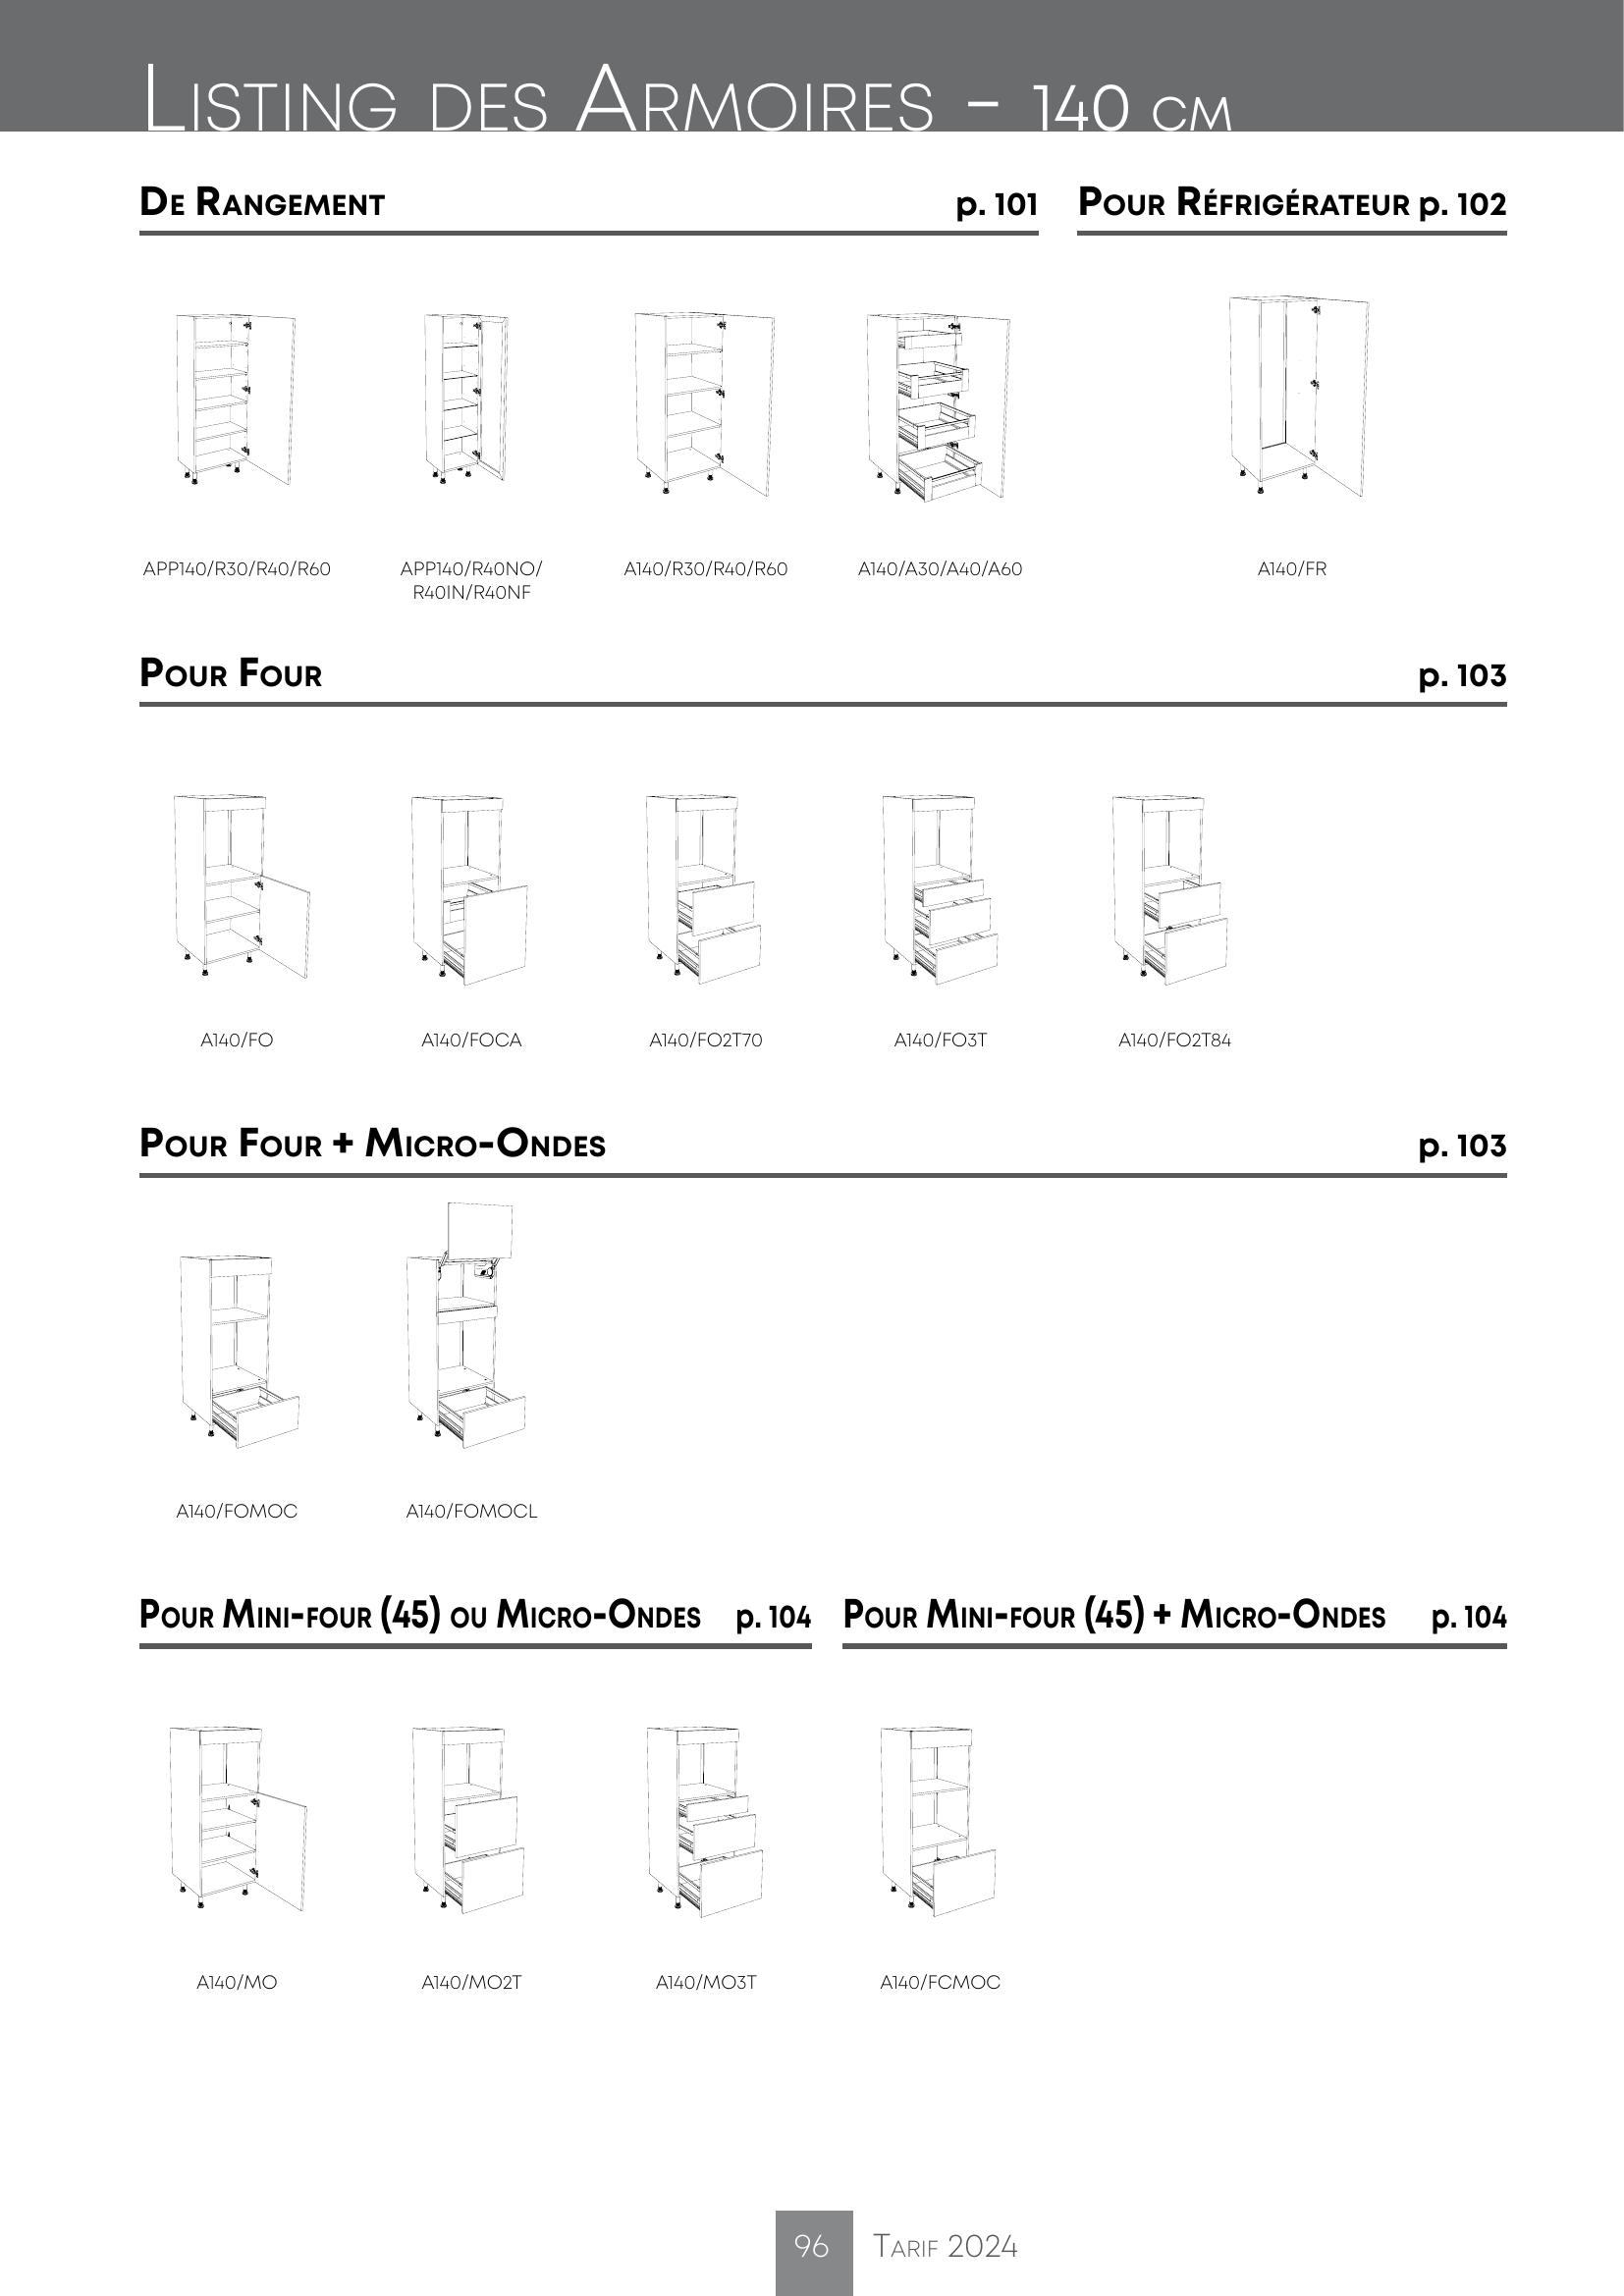 Listing des Armoires - 140 cm
De Rangement p. 101
Pour Réfrigérateur p. 102
APP140/R30/R40/R60
APP140/R40NO/
R40IN/R40NF
A140/R30/R40/R60
A140/A30/A40/A60
A140/FR
Pour Four p. 103
A140/FO
A140/FOCA
A140/FO2T70
A140/FO3T
A140/FO2T84
Pour Four + Micro-Ondes p. 103
A140/FOMOC
A140/FOMOCL
Pour Mini-four (45) ou Micro-Ondes p. 104
Pour Mini-four (45) + Micro-Ondes p. 104
A140/MO
A140/MO2T
A140/MO3T
A140/FCMOC
96 Tarif 2024